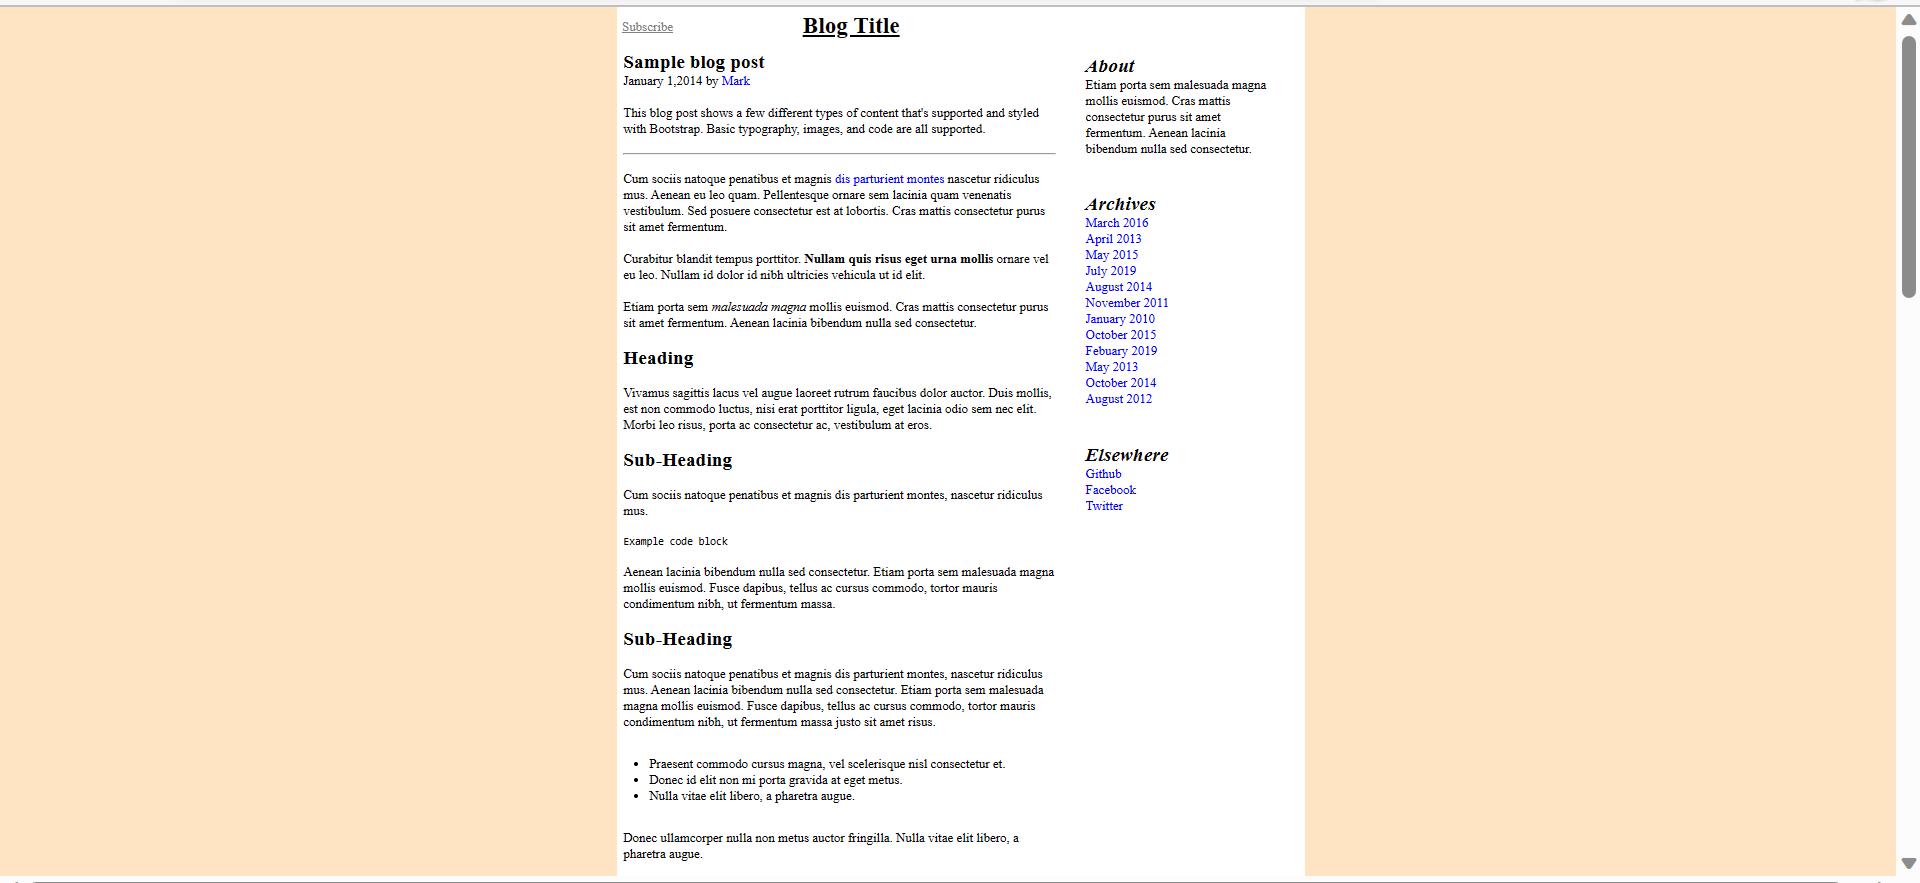 Subscribe
Blog Title
Sample blog post
January 1,2014 by Mark
This blog post shows a few different types of content that's supported and styled
with Bootstrap. Basic typography, images, and code are all supported.
Cum sociis natoque penatibus et magnis dis parturient montes nascetur ridiculus
mus. Aenean eu leo quam. Pellentesque ornare sem lacinia quam venenatis
vestibulum. Sed posuere consectetur est at lobortis. Cras mattis consectetur purus
sit amet fermentum.
Curabitur blandit tempus porttitor. Nullam quis risus eget urna mollis ornare vel
eu leo. Nullam id dolor id nibh ultricies vehicula ut id elit.
Etiam porta sem malesuada magna mollis euismod. Cras mattis consectetur purus
sit amet fermentum. Aenean lacinia bibendum nulla sed consectetur.
Heading
Vivamus sagittis lacus vel augue laoreet rutrum faucibus dolor auctor. Duis mollis,
est non commodo luctus, nisi erat porttitor ligula, eget lacinia odio sem nec elit.
Morbi leo risus, porta ac consectetur ac, vestibulum at eros.
Sub-Heading
Cum sociis natoque penatibus et magnis dis parturient montes, nascetur ridiculus
mus.
Example code block
Aenean lacinia bibendum nulla sed consectetur. Etiam porta sem malesuada magna
mollis euismod. Fusce dapibus, tellus ac cursus commodo, tortor mauris
condimentum nibh, ut fermentum massa.
Sub-Heading
Cum sociis natoque penatibus et magnis dis parturient montes, nascetur ridiculus
mus. Aenean lacinia bibendum nulla sed consectetur. Etiam porta sem malesuada
magna mollis euismod. Fusce dapibus, tellus ac cursus commodo, tortor mauris
condimentum nibh, ut fermentum massa justo sit amet risus.
Praesent commodo cursus magna, vel scelerisque nisl consectetur et.
Donec id elit non mi porta gravida at eget metus.
Nulla vitae elit libero, a pharetra augue.
Donec ullamcorper nulla non metus auctor fringilla. Nulla vitae elit libero, a
pharetra augue.
About
Etiam porta sem malesuada magna
mollis euismod. Cras mattis
consectetur purus sit amet
fermentum. Aenean lacinia
bibendum nulla sed consectetur.
Archives
March 2016
April 2013
May 2015
July 2019
August 2014
November 2011
January 2010
October 2015
Febuary 2019
May 2013
October 2014
August 2012
Elsewhere
Github
Facebook
Twitter